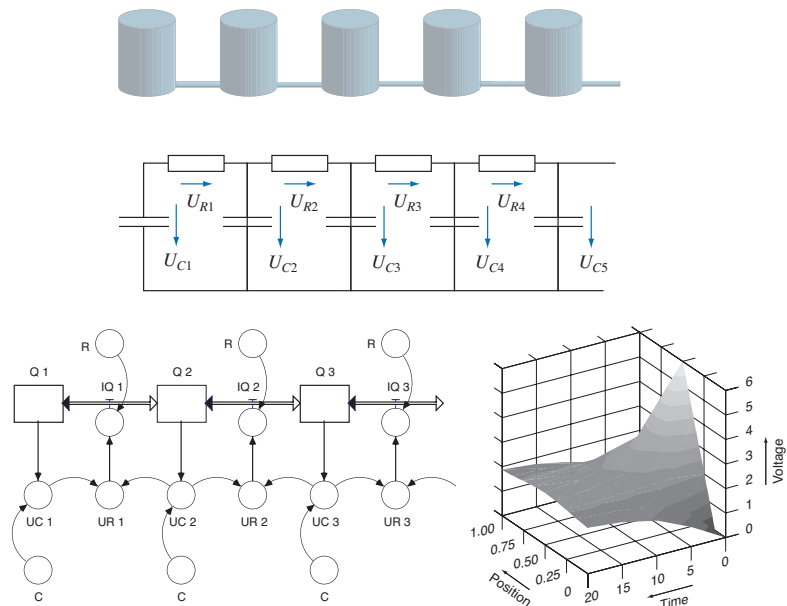 U_R1 U_R2 U_R3 U_R4
U_C1 U_C2 U_C3 U_C4 U_C5
R R R
Q 1 IQ 1 Q 2 IQ 2 Q 3 IQ 3
UC 1 UR 1 UC 2 UR 2 UC 3 UR 3
C C C
6
5
4
3
2
1
0
Voltage
1.00
0.75
0.50
0.25
0
Position
20 15 10 5 0
Time